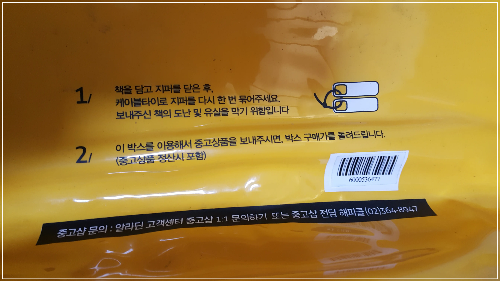 1/
책을 담고 지퍼를 닫은 후,
케이블타이로 지퍼를 다시 한 번 묶어주세요.
보내주신 책의 도난 및 유실을 막기 위함입니다
2/
이 박스를 이용해서 중고상품을 보내주시면, 박스 구매가를 돌려드립니다.
(중고상품 정산시 포함)
중고샵 문의 : 알라딘 고객센터 중고샵 1:1 문의하기 또는 중고샵 전담 해피콜(02)364-8547